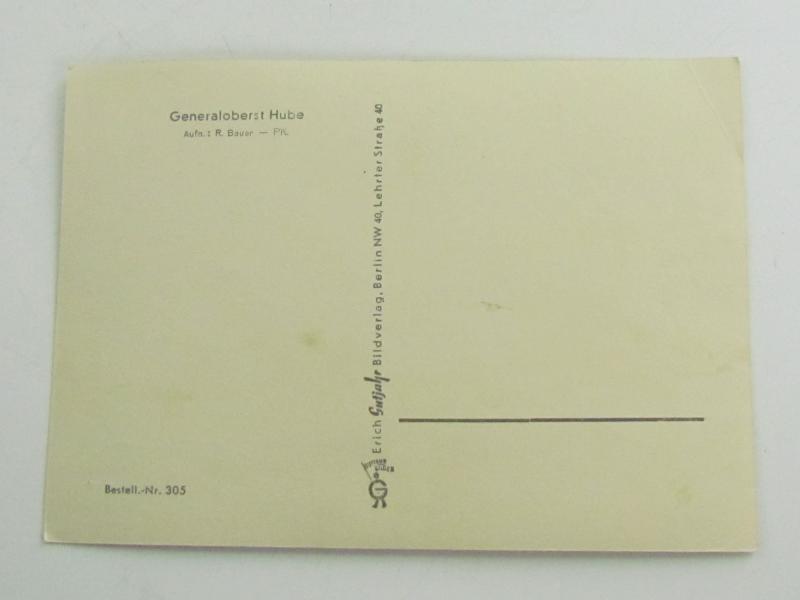 Generaloberst Hube
Aufn.: R. Bauer — PK.
Erich Gutjahr Bildverlag, Berlin NW 40, Lehrter Straße 40
Bestell.-Nr. 305